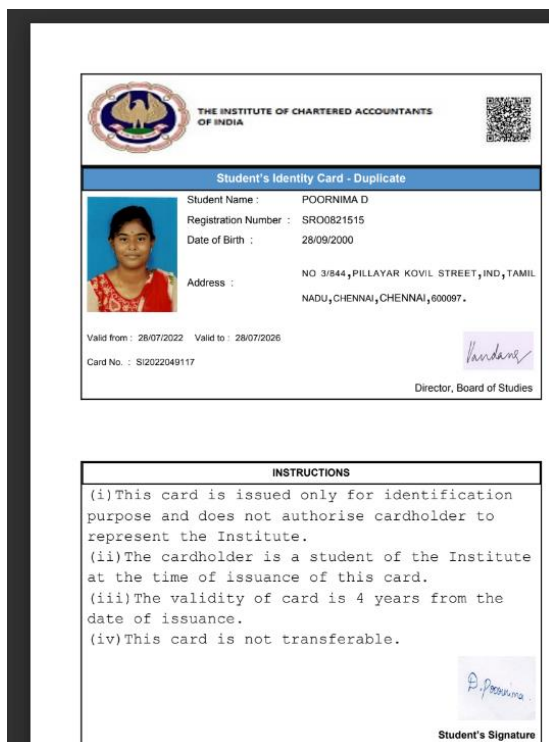 THE INSTITUTE OF CHARTERED ACCOUNTANTS
OF INDIA
Student's Identity Card - Duplicate
Student Name : POORNIMA D
Registration Number : SRO0821515
Date of Birth : 28/09/2000
Address : NO 3/844,PILLAYAR KOVIL STREET,IND,TAMIL
NADU,CHENNAI,CHENNAI,600097.
Valid from : 28/07/2022 Valid to : 28/07/2026
Card No. : SI2022049117
Vandana
Director, Board of Studies
INSTRUCTIONS
(i)This card is issued only for identification
purpose and does not authorise cardholder to
represent the Institute.
(ii)The cardholder is a student of the Institute
at the time of issuance of this card.
(iii)The validity of card is 4 years from the
date of issuance.
(iv)This card is not transferable.
D.Poornima.
Student's Signature